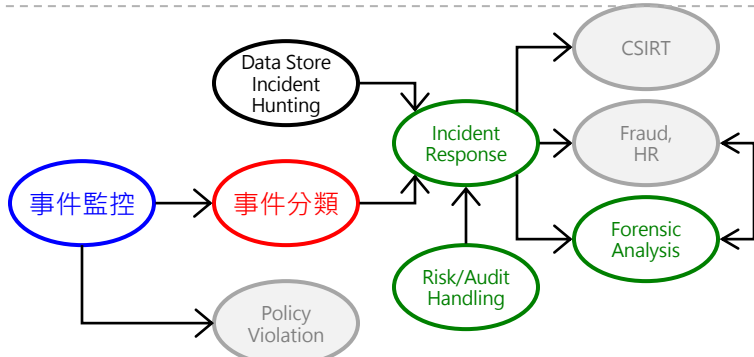 CSIRT
Data Store
Incident
Hunting
Incident
Response
Fraud,
HR
事件監控
事件分類
Forensic
Analysis
Risk/Audit
Handling
Policy
Violation